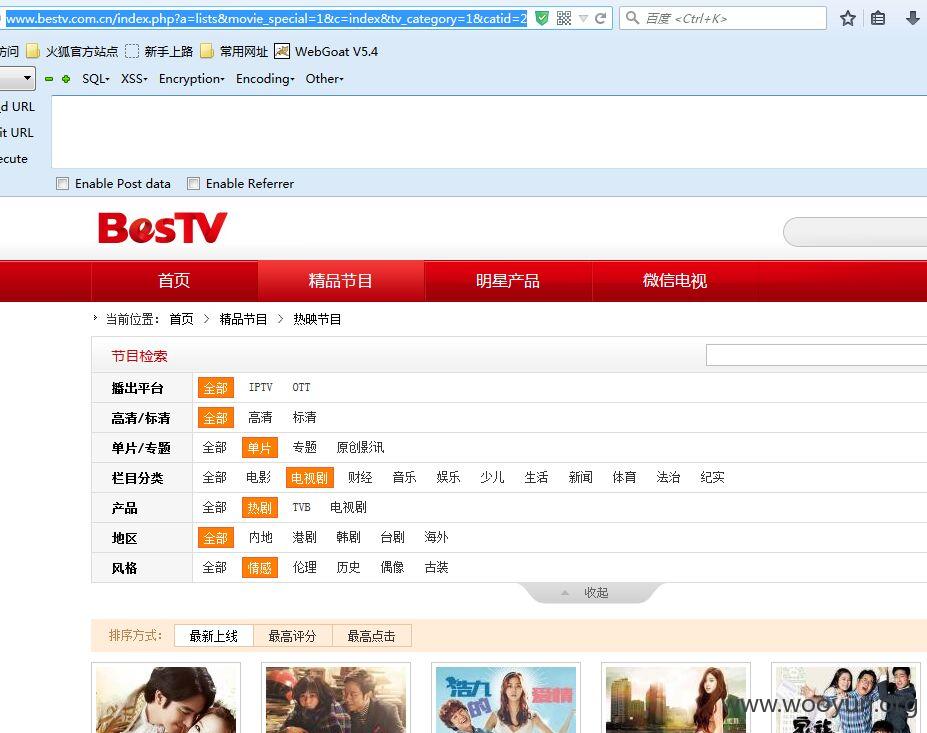 www.bestv.com.cn/index.php?a=lists&movie_special=1&c=index&tv_category=1&catid=2
百度 <Ctrl+K>
访问 火狐官方站点 新手上路 常用网址 WebGoat V5.4
SQL XSS Encryption Encoding Other
d URL
it URL
ecute
Enable Post data Enable Referrer
BesTV
首页 精品节目 明星产品 微信电视
当前位置： 首页 > 精品节目 > 热映节目
节目检索
播出平台 全部 IPTV OTT
高清/标清 全部 高清 标清
单片/专题 全部 单片 专题 原创影讯
栏目分类 全部 电影 电视剧 财经 音乐 娱乐 少儿 生活 新闻 体育 法治 纪实
产品 全部 热剧 TVB 电视剧
地区 全部 内地 港剧 韩剧 台剧 海外
风格 全部 情感 伦理 历史 偶像 古装
收起
排序方式： 最新上线 最高评分 最高点击
浩九的爱情
www.wooyun.org